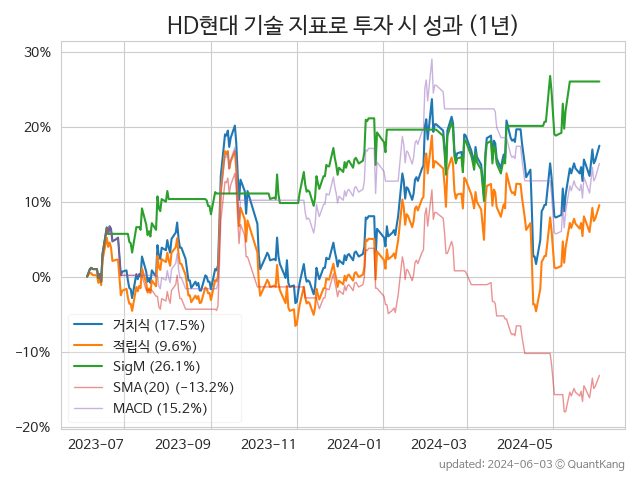 HD현대 기술 지표로 투자 시 성과 (1년)
30%
20%
10%
0%
−10%
−20%
거치식 (17.5%)
적립식 (9.6%)
SigM (26.1%)
SMA(20) (−13.2%)
MACD (15.2%)
2023-07 2023-09 2023-11 2024-01 2024-03 2024-05
updated: 2024-06-03 ⓒ QuantKang